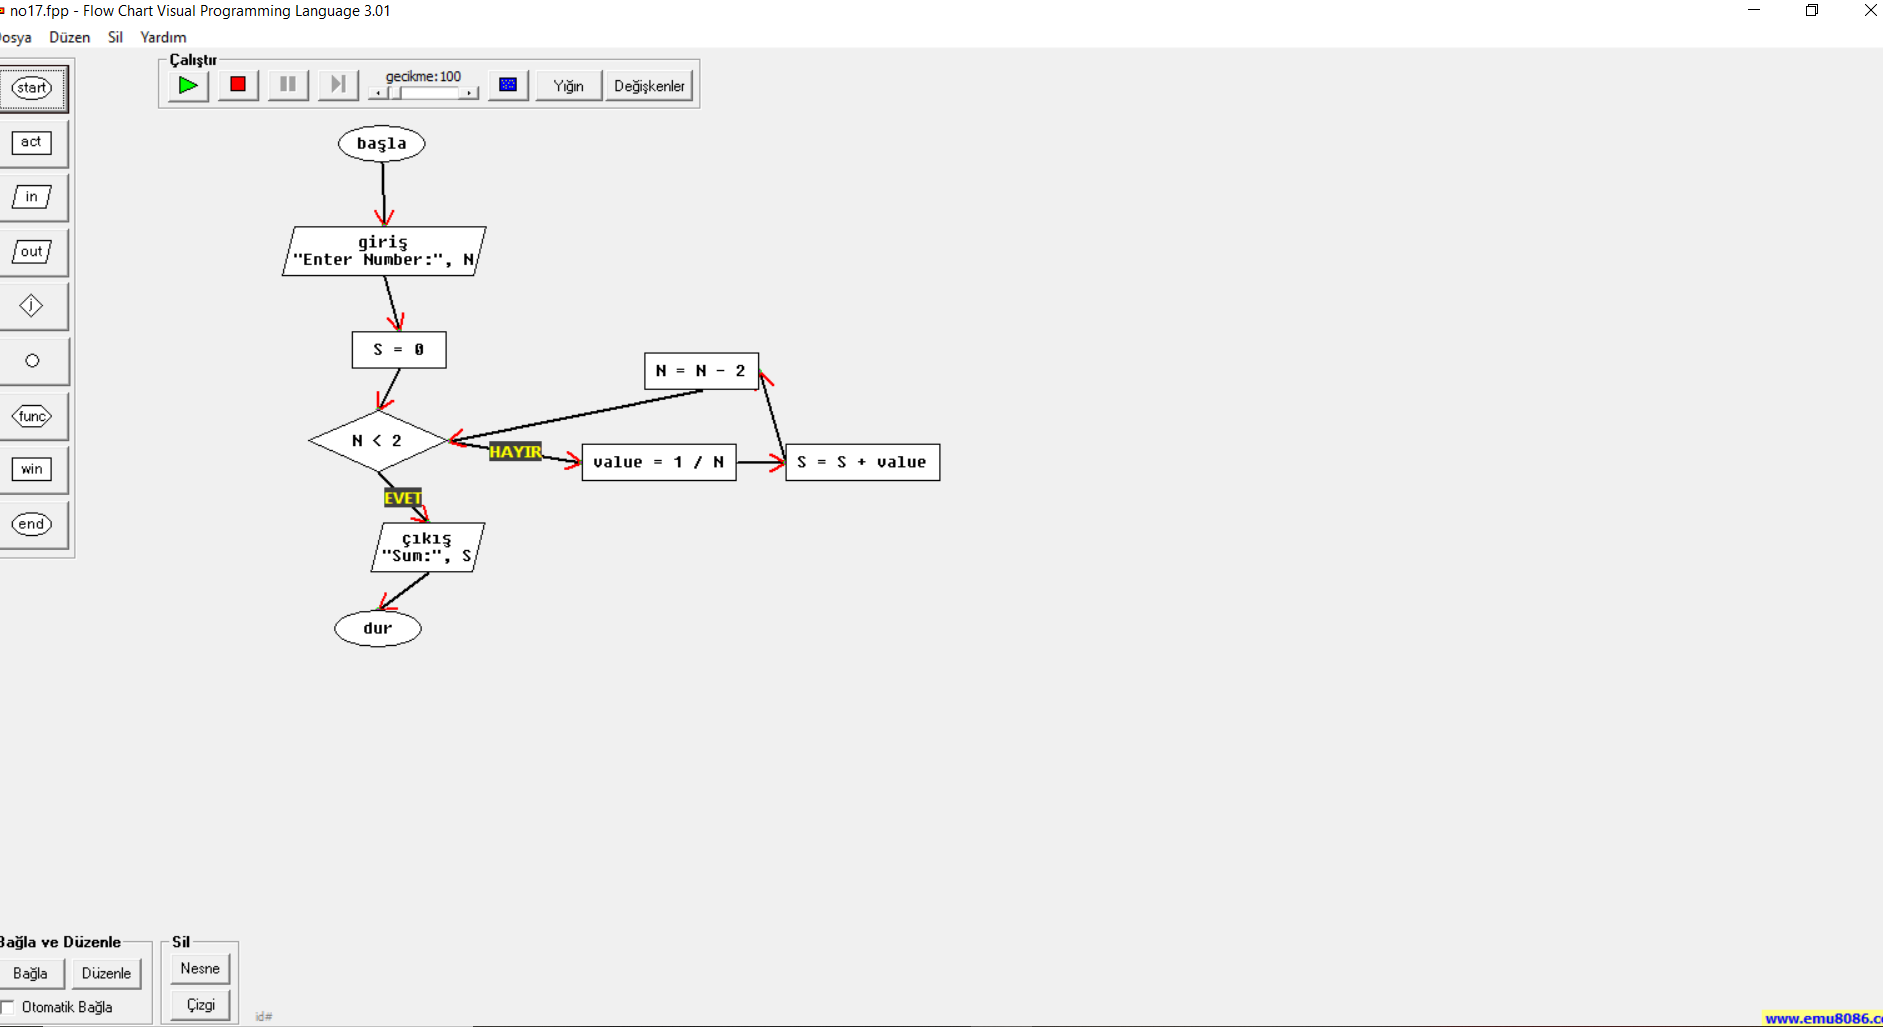 no17.fpp - Flow Chart Visual Programming Language 3.01
osya Düzen Sil Yardım
Çalıştır
gecikme:100
Yığın
Değişkenler
start
act
in
out
j
func
win
end
başla
giriş
"Enter Number:", N
S = 0
N = N - 2
N < 2
HAYIR
value = 1 / N
S = S + value
EVET
çıkış
"Sum:", S
dur
Bağla ve Düzenle
Bağla
Düzenle
Otomatik Bağla
Sil
Nesne
Çizgi
id#
www.emu8086.c